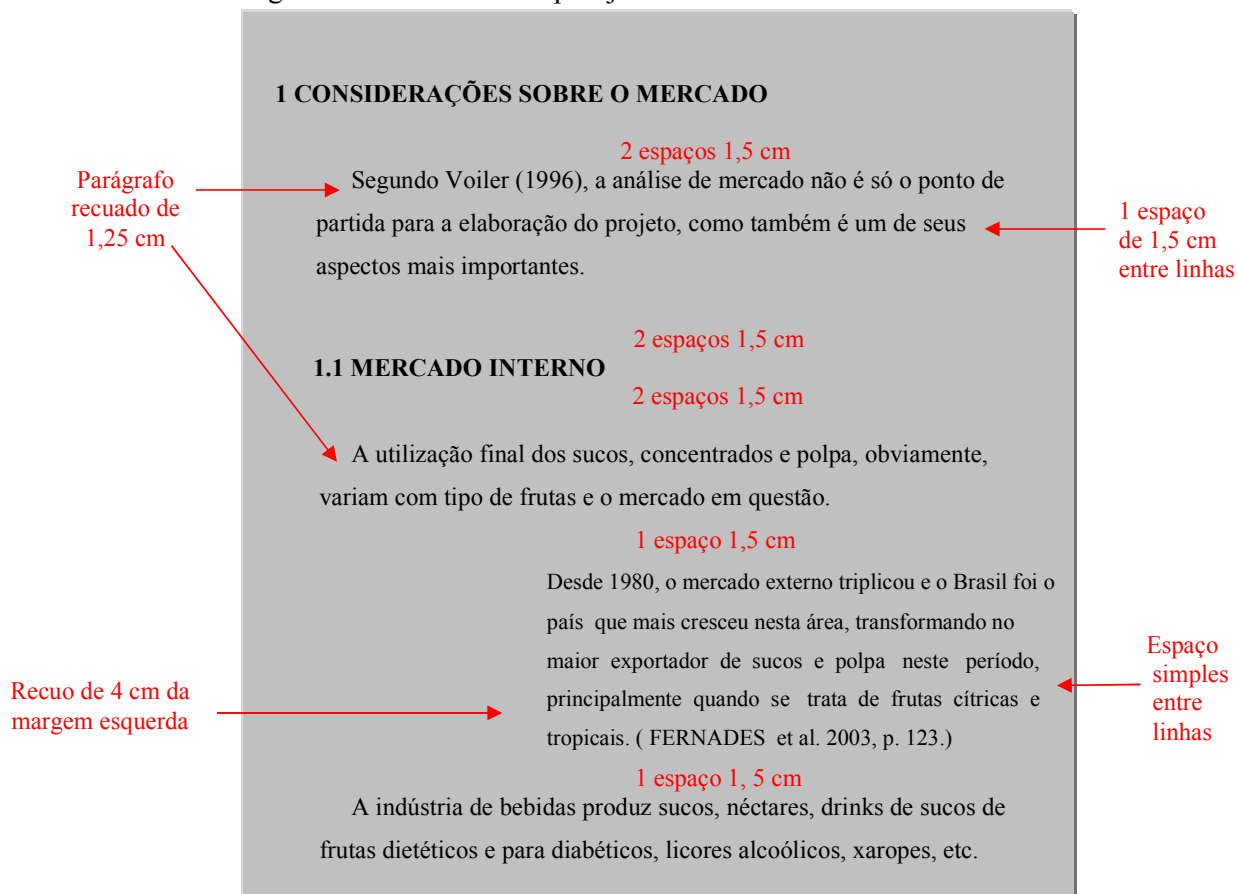 1 CONSIDERAÇÕES SOBRE O MERCADO
2 espaços 1,5 cm
Parágrafo
recuado de
1,25 cm
Segundo Voiler (1996), a análise de mercado não é só o ponto de
partida para a elaboração do projeto, como também é um de seus
aspectos mais importantes.
1 espaço
de 1,5 cm
entre linhas
2 espaços 1,5 cm
1.1 MERCADO INTERNO
2 espaços 1,5 cm
A utilização final dos sucos, concentrados e polpa, obviamente,
variam com tipo de frutas e o mercado em questão.
1 espaço 1,5 cm
Desde 1980, o mercado externo triplicou e o Brasil foi o
país que mais cresceu nesta área, transformando no
maior exportador de sucos e polpa neste período,
principalmente quando se trata de frutas cítricas e
tropicais. ( FERNADES et al. 2003, p. 123.)
Recuo de 4 cm da
margem esquerda
Espaço
simples
entre
linhas
1 espaço 1, 5 cm
A indústria de bebidas produz sucos, néctares, drinks de sucos de
frutas dietéticos e para diabéticos, licores alcoólicos, xaropes, etc.